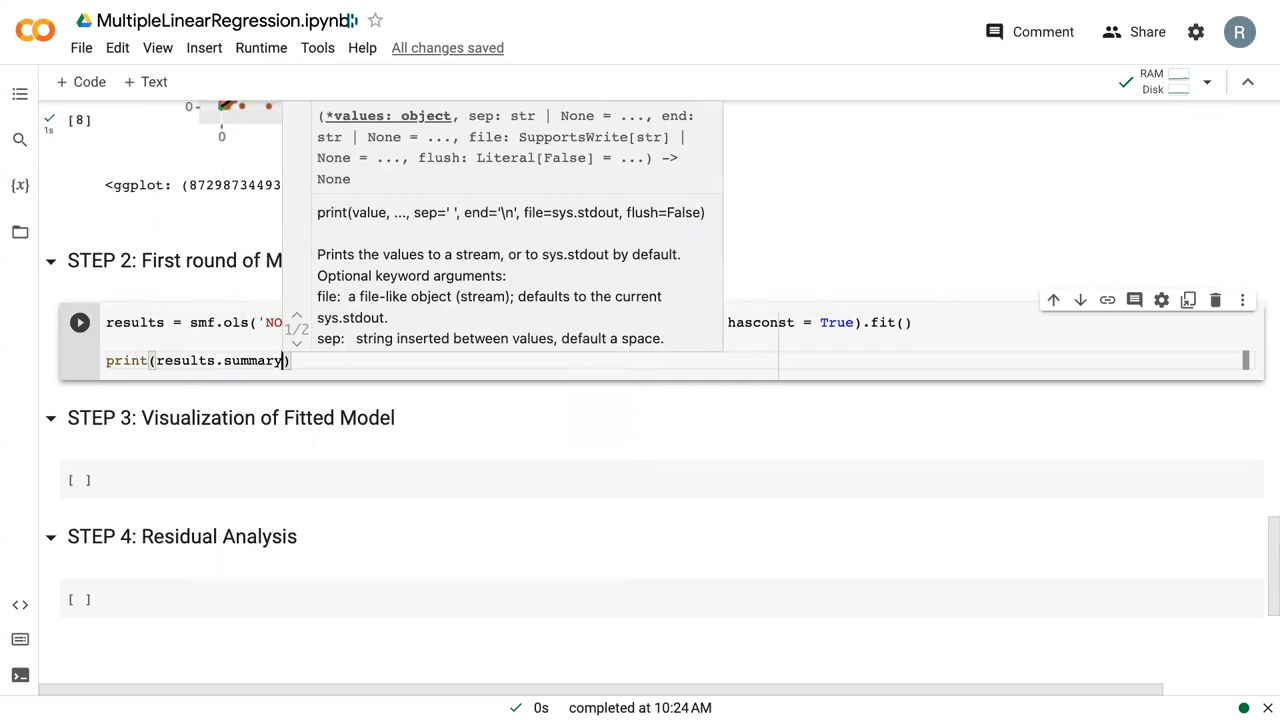 MultipleLinearRegression.ipynb
File Edit View Insert Runtime Tools Help All changes saved
Comment Share R
+ Code + Text
RAM
Disk
0
[8]
1s
0
<ggplot: (87298734493
(*values: object, sep: str | None = ..., end:
str | None = ..., file: SupportsWrite[str] |
None = ..., flush: Literal[False] = ...) ->
None
print(value, ..., sep=' ', end='\n', file=sys.stdout, flush=False)
Prints the values to a stream, or to sys.stdout by default.
Optional keyword arguments:
file: a file-like object (stream); defaults to the current
sys.stdout.
sep: string inserted between values, default a space.
1/2
STEP 2: First round of M
results = smf.ols('NO hasconst = True).fit()
print(results.summary)
STEP 3: Visualization of Fitted Model
[ ]
STEP 4: Residual Analysis
[ ]
0s completed at 10:24 AM